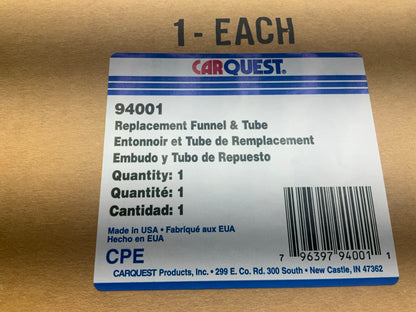 1 - EACH
CARQUEST®
94001
Replacement Funnel & Tube
Entonnoir et Tube de Remplacement
Embudo y Tubo de Repuesto
Quantity: 1
Quantité: 1
Cantidad: 1
Made in USA • Fabriqué aux EUA
Hecho en EUA
CPE
7 96397 94001 1
CARQUEST Products, Inc. • 299 E. Co. Rd. 300 South • New Castle, IN 47362